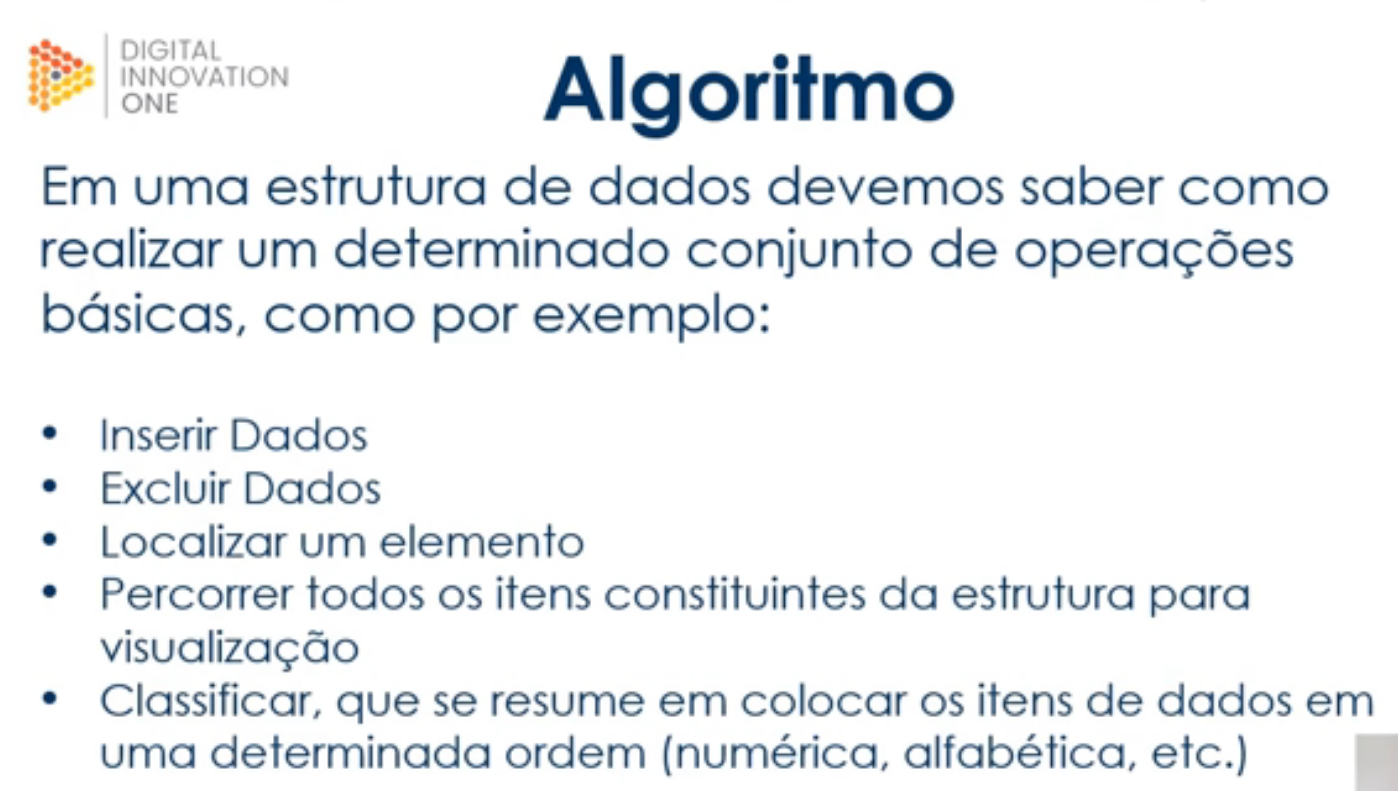 DIGITAL
INNOVATION
ONE
Algoritmo
Em uma estrutura de dados devemos saber como
realizar um determinado conjunto de operações
básicas, como por exemplo:
• Inserir Dados
• Excluir Dados
• Localizar um elemento
• Percorrer todos os itens constituintes da estrutura para
visualização
• Classificar, que se resume em colocar os itens de dados em
uma determinada ordem (numérica, alfabética, etc.)